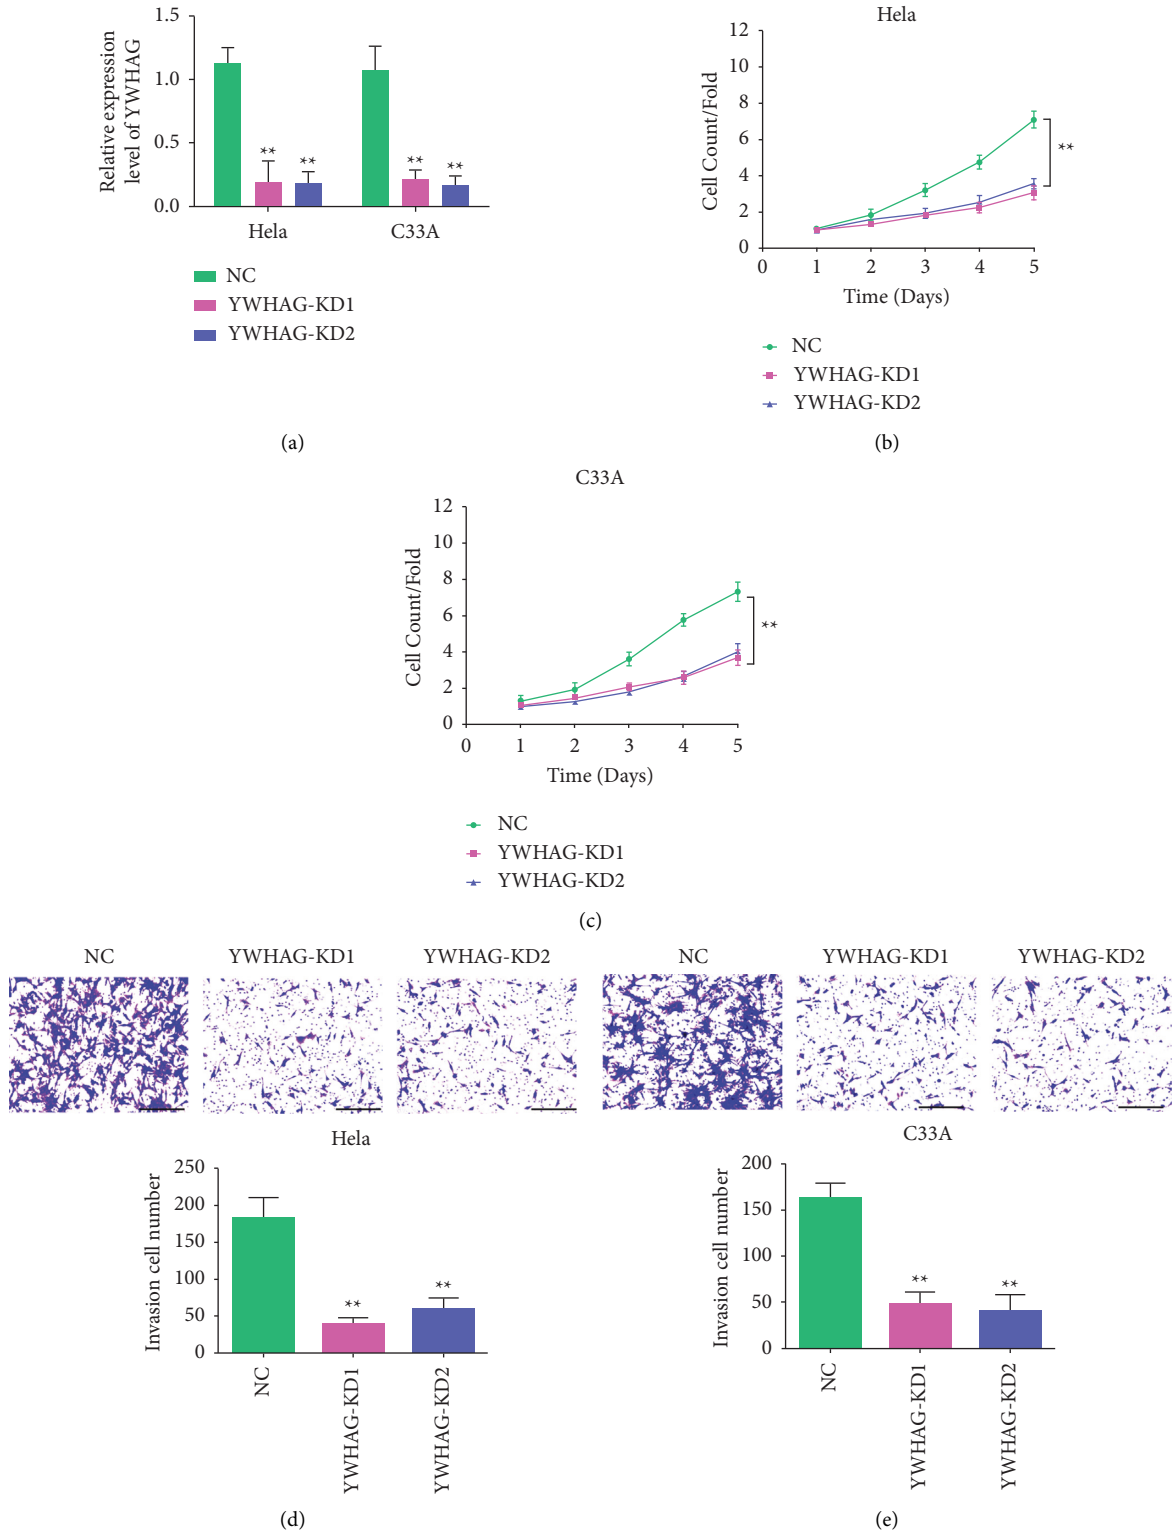 Relative expression
level of YWHAG
1.5
1.0
0.5
0.0
** ** ** **
Hela C33A
NC
YWHAG-KD1
YWHAG-KD2
(a)
Hela
Cell Count/Fold
12
10
8
6
4
2
0
**
0 1 2 3 4 5
Time (Days)
NC
YWHAG-KD1
YWHAG-KD2
(b)
C33A
Cell Count/Fold
12
10
8
6
4
2
0
**
0 1 2 3 4 5
Time (Days)
NC
YWHAG-KD1
YWHAG-KD2
(c)
NC YWHAG-KD1 YWHAG-KD2
Hela
Invasion cell number
250
200
150
100
50
0
** **
NC YWHAG-KD1 YWHAG-KD2
(d)
NC YWHAG-KD1 YWHAG-KD2
C33A
Invasion cell number
200
150
100
50
0
** **
NC YWHAG-KD1 YWHAG-KD2
(e)